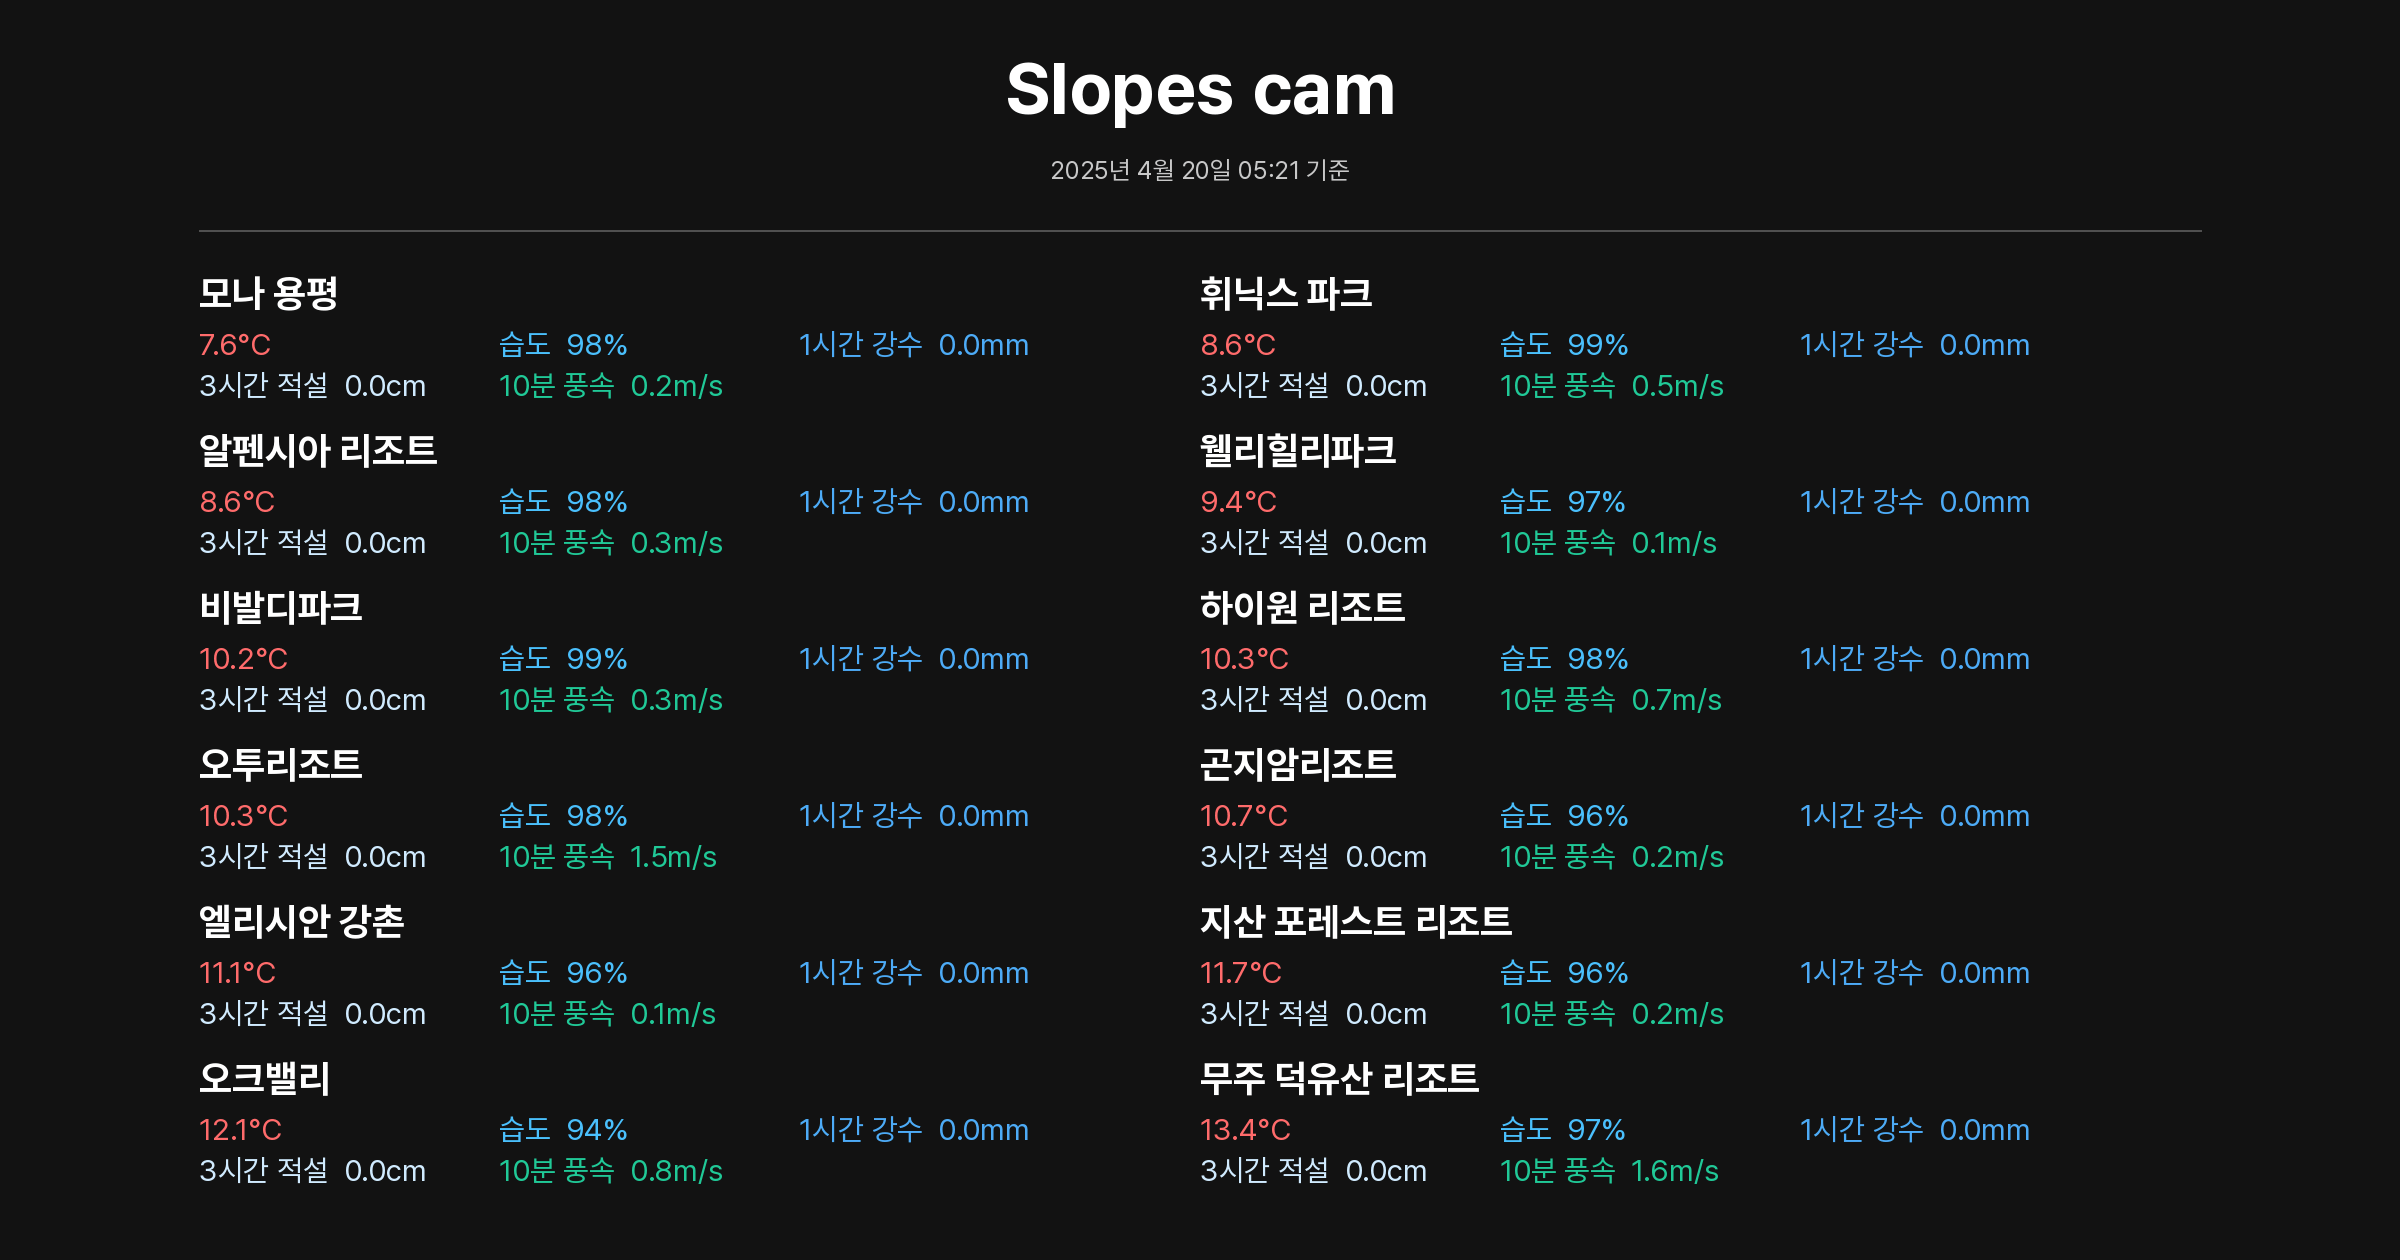 Slopes cam
2025년 4월 20일 05:21 기준
모나 용평
7.6°C 습도 98% 1시간 강수 0.0mm
3시간 적설 0.0cm 10분 풍속 0.2m/s
휘닉스 파크
8.6°C 습도 99% 1시간 강수 0.0mm
3시간 적설 0.0cm 10분 풍속 0.5m/s
알펜시아 리조트
8.6°C 습도 98% 1시간 강수 0.0mm
3시간 적설 0.0cm 10분 풍속 0.3m/s
웰리힐리파크
9.4°C 습도 97% 1시간 강수 0.0mm
3시간 적설 0.0cm 10분 풍속 0.1m/s
비발디파크
10.2°C 습도 99% 1시간 강수 0.0mm
3시간 적설 0.0cm 10분 풍속 0.3m/s
하이원 리조트
10.3°C 습도 98% 1시간 강수 0.0mm
3시간 적설 0.0cm 10분 풍속 0.7m/s
오투리조트
10.3°C 습도 98% 1시간 강수 0.0mm
3시간 적설 0.0cm 10분 풍속 1.5m/s
곤지암리조트
10.7°C 습도 96% 1시간 강수 0.0mm
3시간 적설 0.0cm 10분 풍속 0.2m/s
엘리시안 강촌
11.1°C 습도 96% 1시간 강수 0.0mm
3시간 적설 0.0cm 10분 풍속 0.1m/s
지산 포레스트 리조트
11.7°C 습도 96% 1시간 강수 0.0mm
3시간 적설 0.0cm 10분 풍속 0.2m/s
오크밸리
12.1°C 습도 94% 1시간 강수 0.0mm
3시간 적설 0.0cm 10분 풍속 0.8m/s
무주 덕유산 리조트
13.4°C 습도 97% 1시간 강수 0.0mm
3시간 적설 0.0cm 10분 풍속 1.6m/s